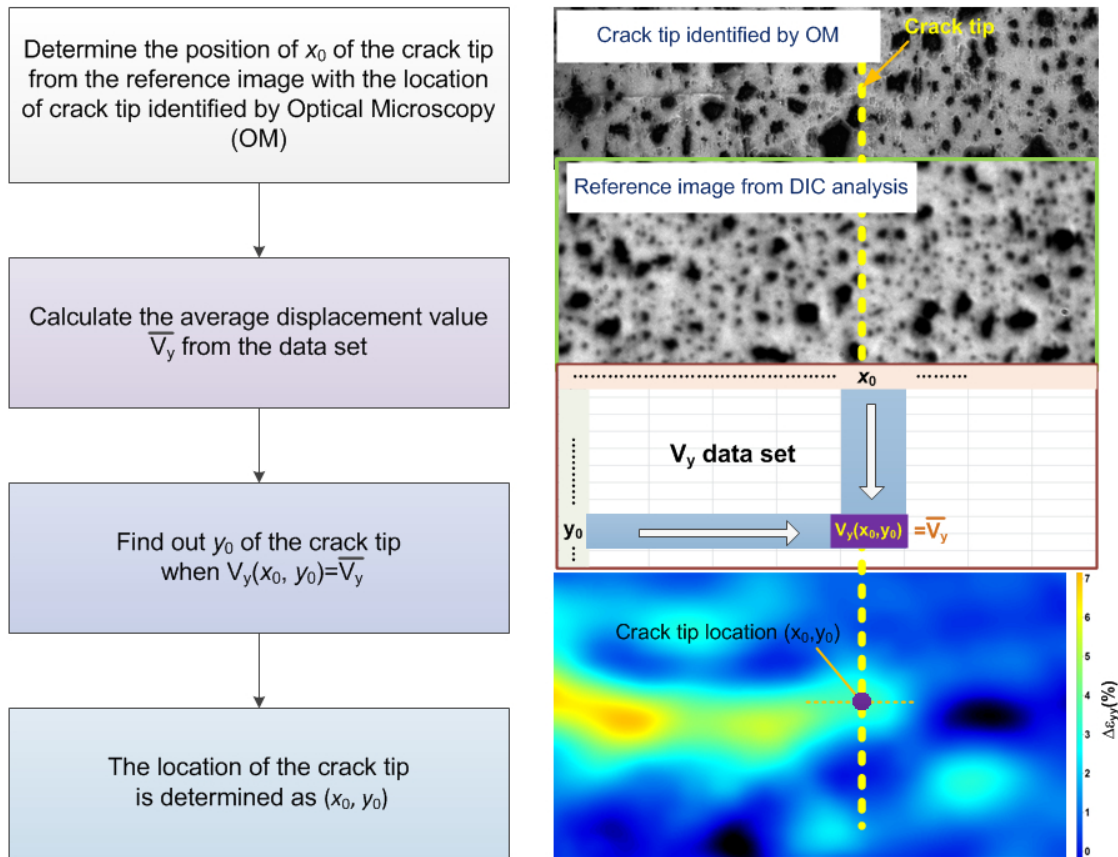 Determine the position of x₀ of the crack tip
from the reference image with the location
of crack tip identified by Optical Microscopy
(OM)
Calculate the average displacement value
V̅y from the data set
Find out y₀ of the crack tip
when Vy(x₀, y₀)=V̅y
The location of the crack tip
is determined as (x₀, y₀)
Crack tip identified by OM
Crack tip
Reference image from DIC analysis
............................................ x₀ .........
.........
Vy data set
y₀
Vy(x₀,y₀) =V̅y
...
Crack tip location (x₀,y₀)
7
6
5
4
3
2
1
0
Δεyy(%)